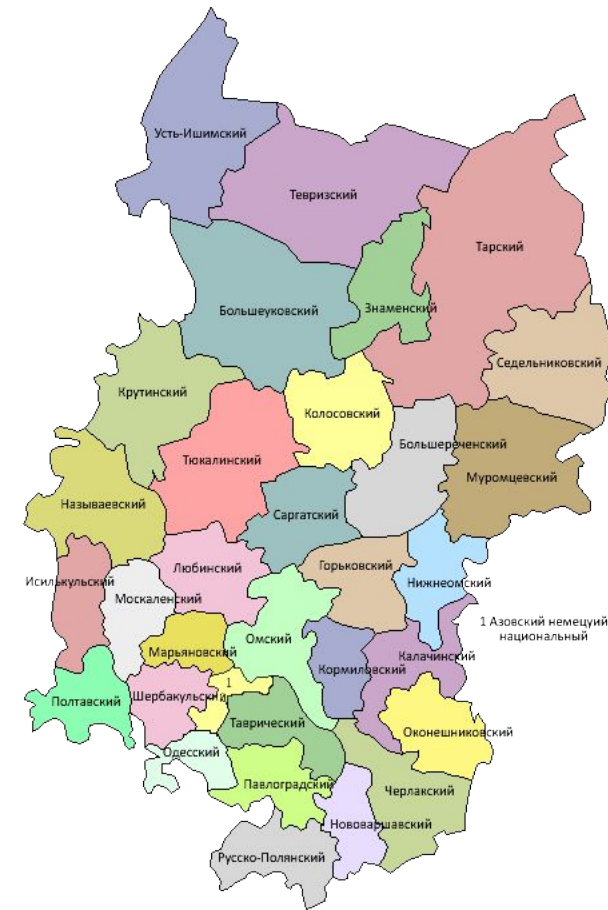 Усть-Ишимский
Тевризский
Тарский
Большеуковский
Знаменский
Седельниковский
Крутинский
Колосовский
Большереченский
Тюкалинский
Муромцевский
Называевский
Саргатский
Любинский
Горьковский
Исилькульский
Нижнеомский
Москаленский
1 Азовский немецуий
национальный
Омский
Марьяновский
Калачинский
Кормиловский
1
Полтавский
Шербакульский
Таврический
Оконешниковский
Одесский
Павлоградский
Черлакский
Нововаршавский
Русско-Полянский